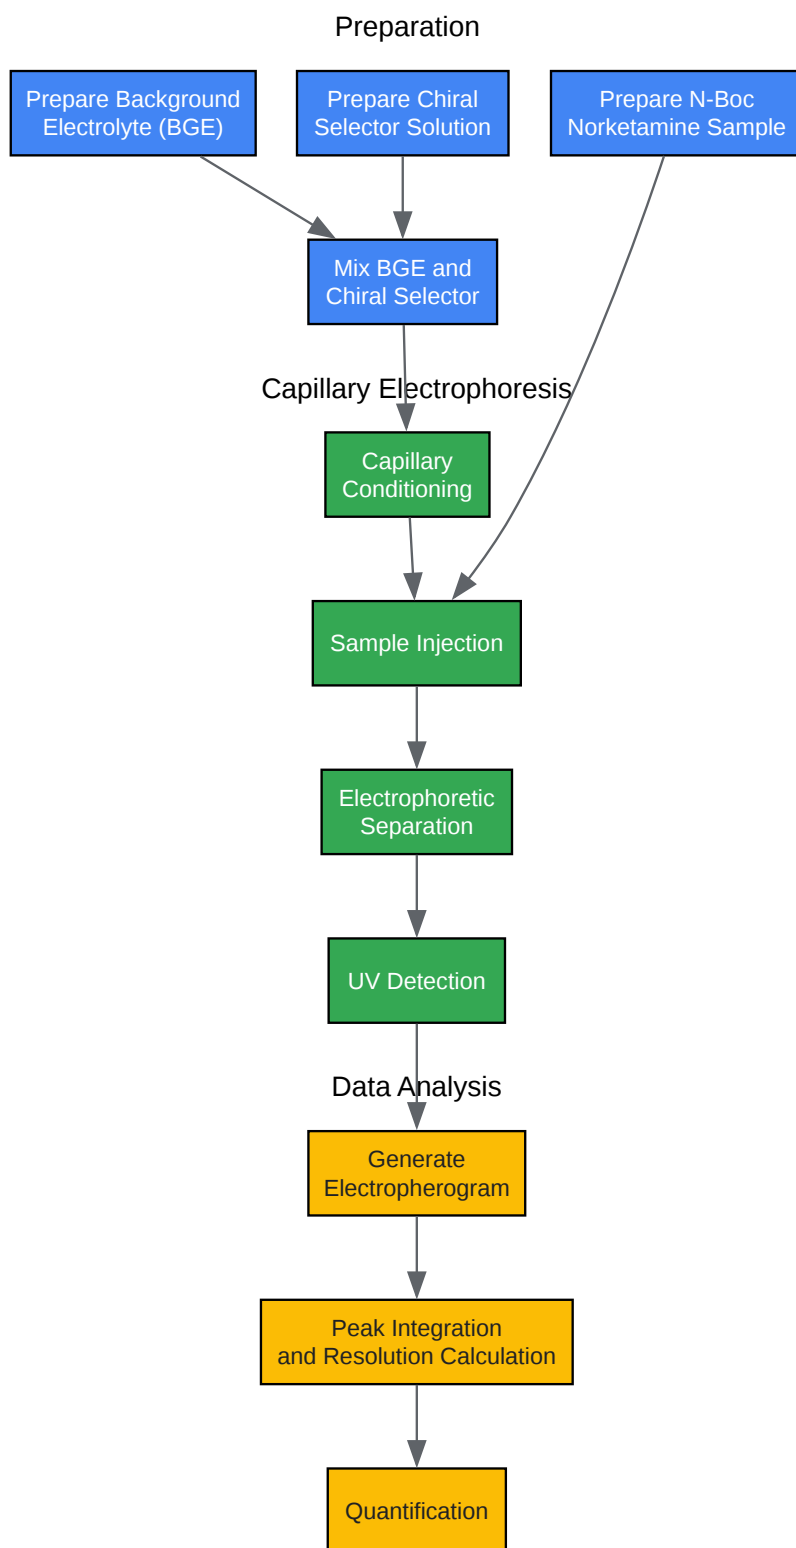 Preparation
Prepare Background
Electrolyte (BGE)
Prepare Chiral
Selector Solution
Prepare N-Boc
Norketamine Sample
Mix BGE and
Chiral Selector
Capillary Electrophoresis
Capillary
Conditioning
Sample Injection
Electrophoretic
Separation
UV Detection
Data Analysis
Generate
Electropherogram
Peak Integration
and Resolution Calculation
Quantification